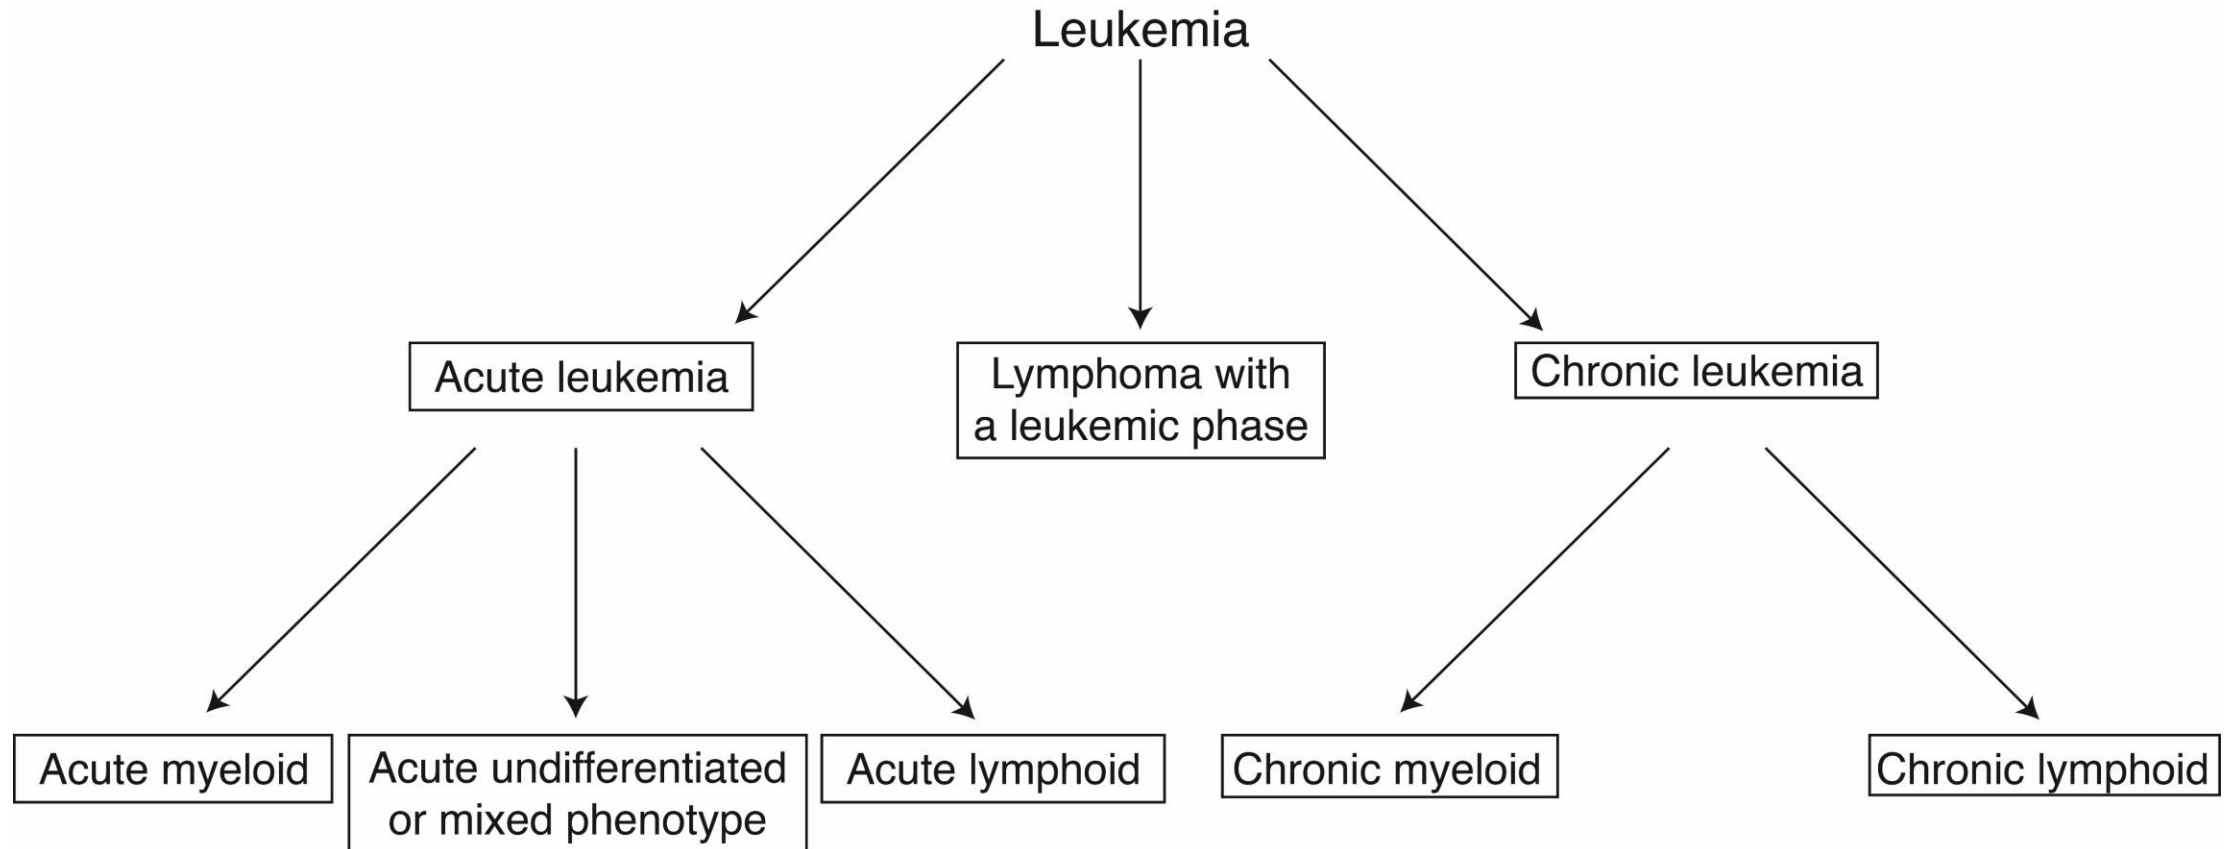 Leukemia
Acute leukemia
Lymphoma with
a leukemic phase
Chronic leukemia
Acute myeloid
Acute undifferentiated
or mixed phenotype
Acute lymphoid
Chronic myeloid
Chronic lymphoid